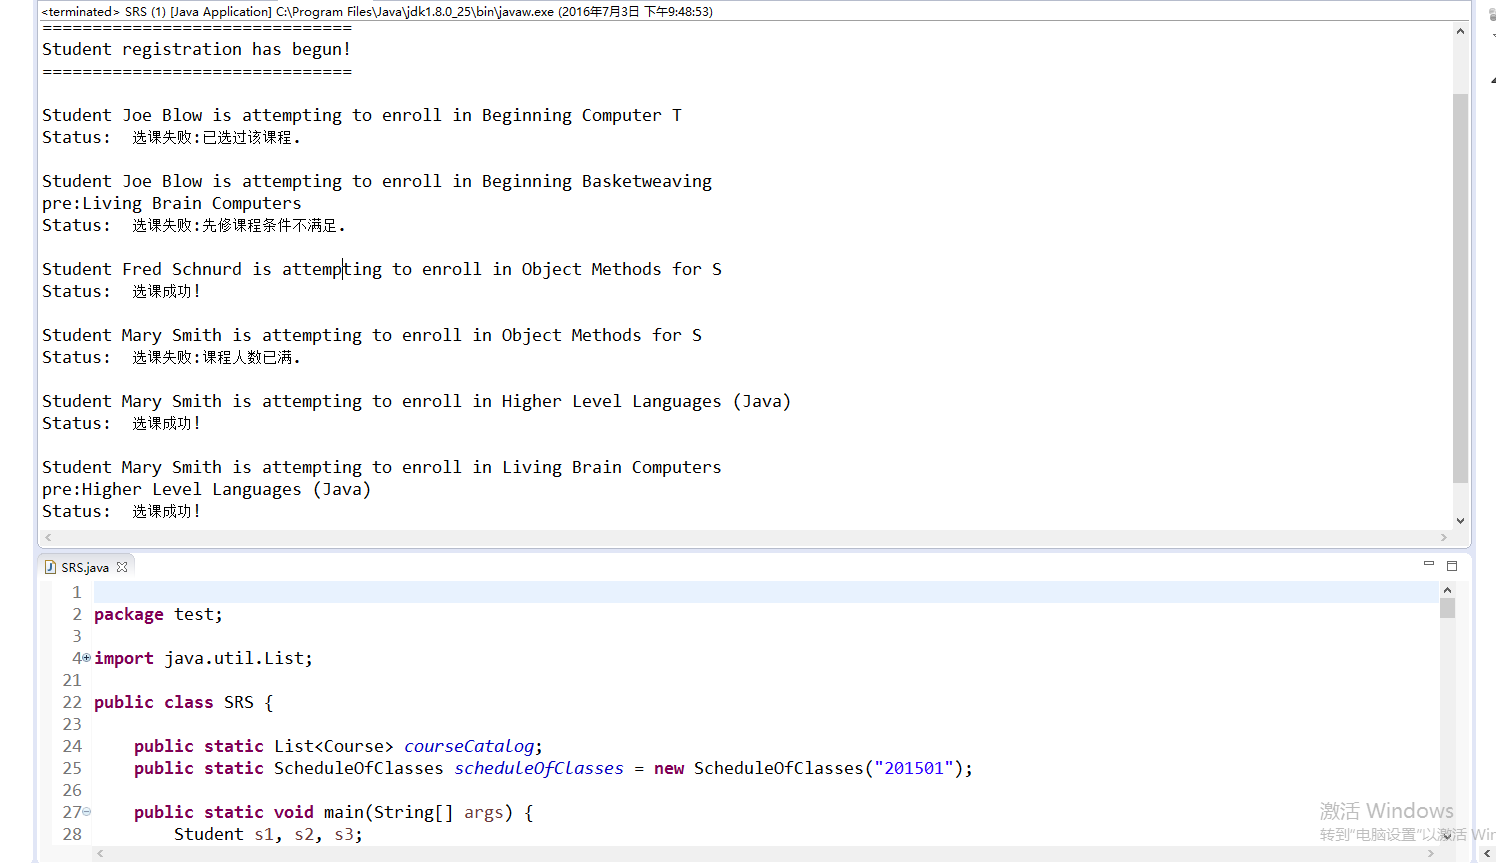 <terminated> SRS (1) [Java Application] C:\Program Files\Java\jdk1.8.0_25\bin\javaw.exe (2016年7月3日 下午9:48:53)
===============================
Student registration has begun!
===============================
Student Joe Blow is attempting to enroll in Beginning Computer T
Status:  选课失败:已选过该课程.
Student Joe Blow is attempting to enroll in Beginning Basketweaving
pre:Living Brain Computers
Status:  选课失败:先修课程条件不满足.
Student Fred Schnurd is attempting to enroll in Object Methods for S
Status:  选课成功!
Student Mary Smith is attempting to enroll in Object Methods for S
Status:  选课失败:课程人数已满.
Student Mary Smith is attempting to enroll in Higher Level Languages (Java)
Status:  选课成功!
Student Mary Smith is attempting to enroll in Living Brain Computers
pre:Higher Level Languages (Java)
Status:  选课成功!
SRS.java
1
2 package test;
3
4 import java.util.List;
21
22 public class SRS {
23
24     public static List<Course> courseCatalog;
25     public static ScheduleOfClasses scheduleOfClasses = new ScheduleOfClasses("201501");
26
27     public static void main(String[] args) {
28         Student s1, s2, s3;
激活 Windows
转到"电脑设置"以激活 Win